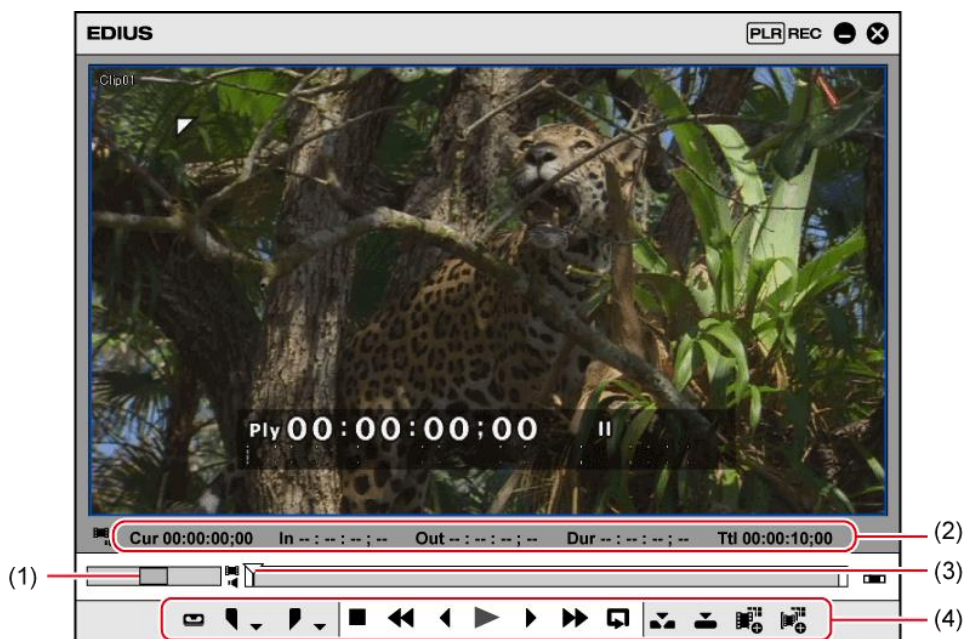 EDIUS PLR REC
Clip01
Ply 00:00:00;00
(2)
Cur 00:00:00;00 In -- : -- : -- ; -- Out -- : -- : -- ; -- Dur -- : -- : -- ; -- Ttl 00:00:10;00
(1)
(3)
(4)